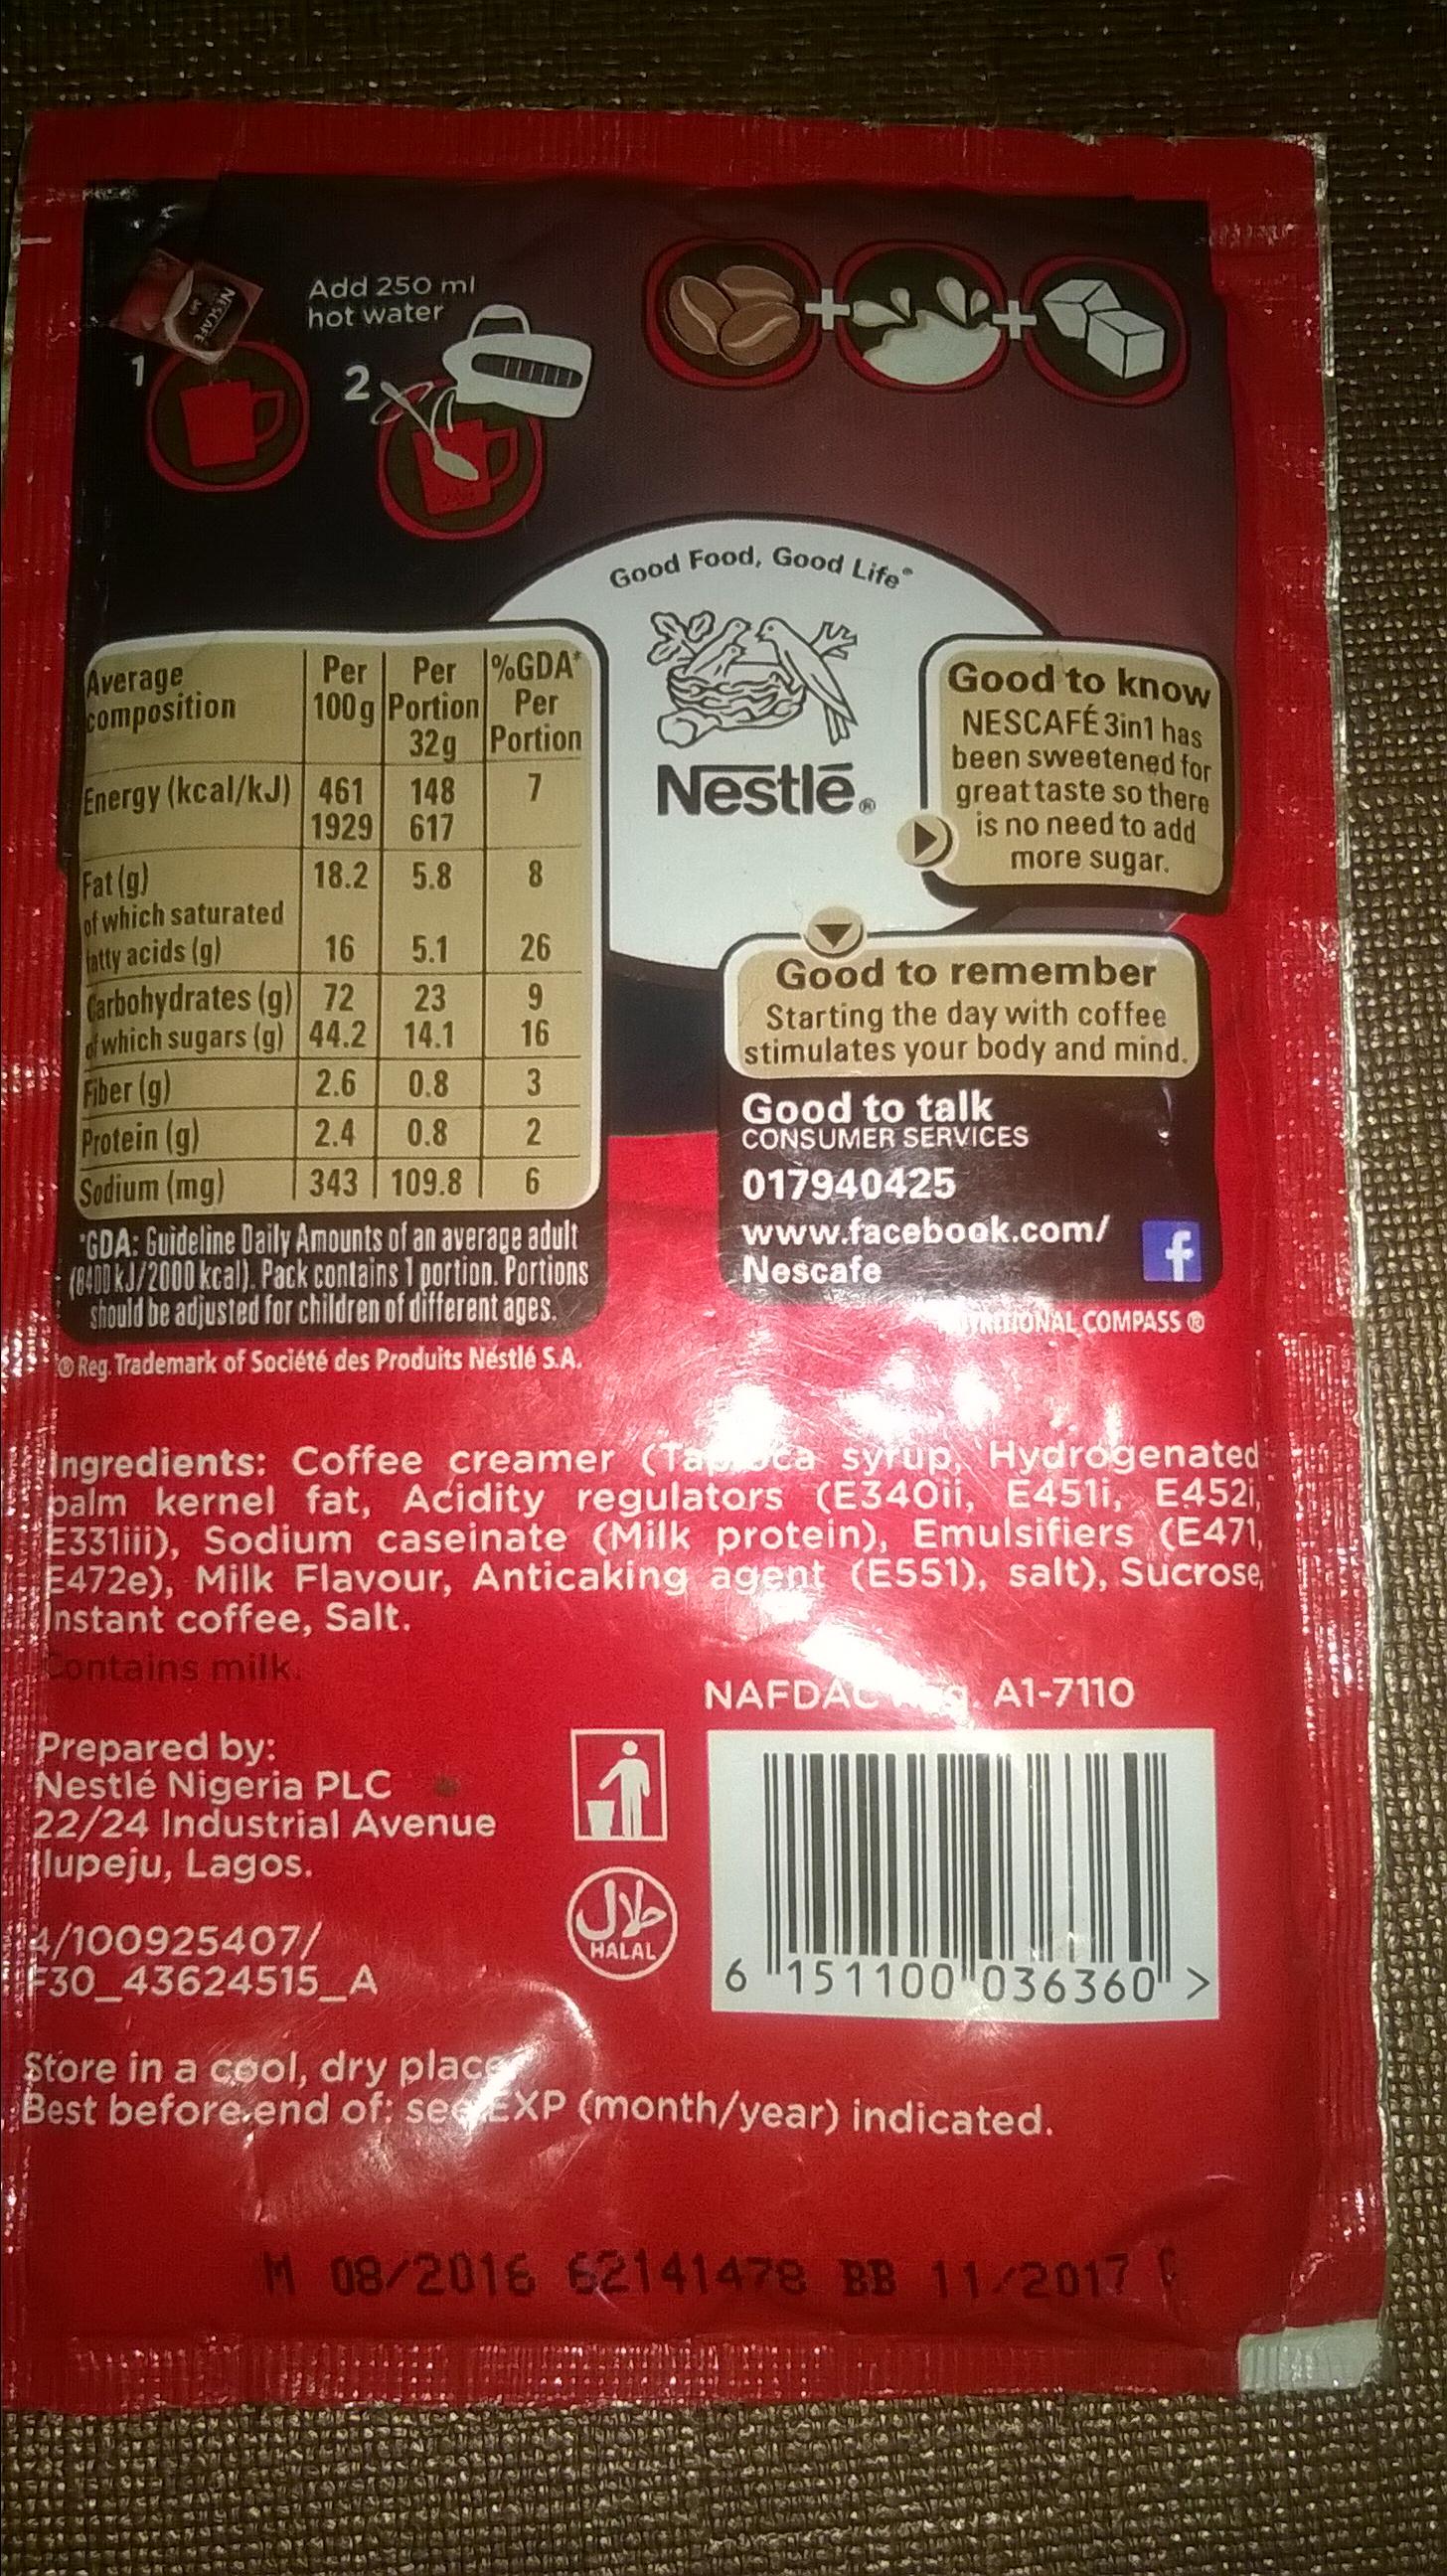 Add 250 ml
hot water
1
2
NESCAFÉ
Good Food, Good Life®
Nestlé®
Average composition | Per 100g | Per Portion 32g | %GDA* Per Portion
Energy (kcal/kJ) | 461 1929 | 148 617 | 7
Fat (g) | 18.2 | 5.8 | 8
of which saturated
fatty acids (g) | 16 | 5.1 | 26
Carbohydrates (g) | 72 | 23 | 9
of which sugars (g) | 44.2 | 14.1 | 16
Fiber (g) | 2.6 | 0.8 | 3
Protein (g) | 2.4 | 0.8 | 2
Sodium (mg) | 343 | 109.8 | 6
*GDA: Guideline Daily Amounts of an average adult
(8400 kJ/2000 kcal). Pack contains 1 portion. Portions
should be adjusted for children of different ages.
® Reg. Trademark of Société des Produits Nestlé S.A.
Good to know
NESCAFÉ 3in1 has
been sweetened for
great taste so there
is no need to add
more sugar.
Good to remember
Starting the day with coffee
stimulates your body and mind.
Good to talk
CONSUMER SERVICES
017940425
www.facebook.com/
Nescafe
f
NUTRITIONAL COMPASS ®
Ingredients: Coffee creamer (Tapioca syrup, Hydrogenated
palm kernel fat, Acidity regulators (E340ii, E451i, E452i,
E331iii), Sodium caseinate (Milk protein), Emulsifiers (E471,
E472e), Milk Flavour, Anticaking agent (E551), salt), Sucrose,
Instant coffee, Salt.
Contains milk.
NAFDAC A1-7110
Prepared by:
Nestlé Nigeria PLC
22/24 Industrial Avenue
Ilupeju, Lagos.
4/100925407/
F30_43624515_A
حلال
HALAL
6 151100 036360 >
Store in a cool, dry place
Best before end of: see EXP (month/year) indicated.
M 08/2016 62141478 BB 11/2017